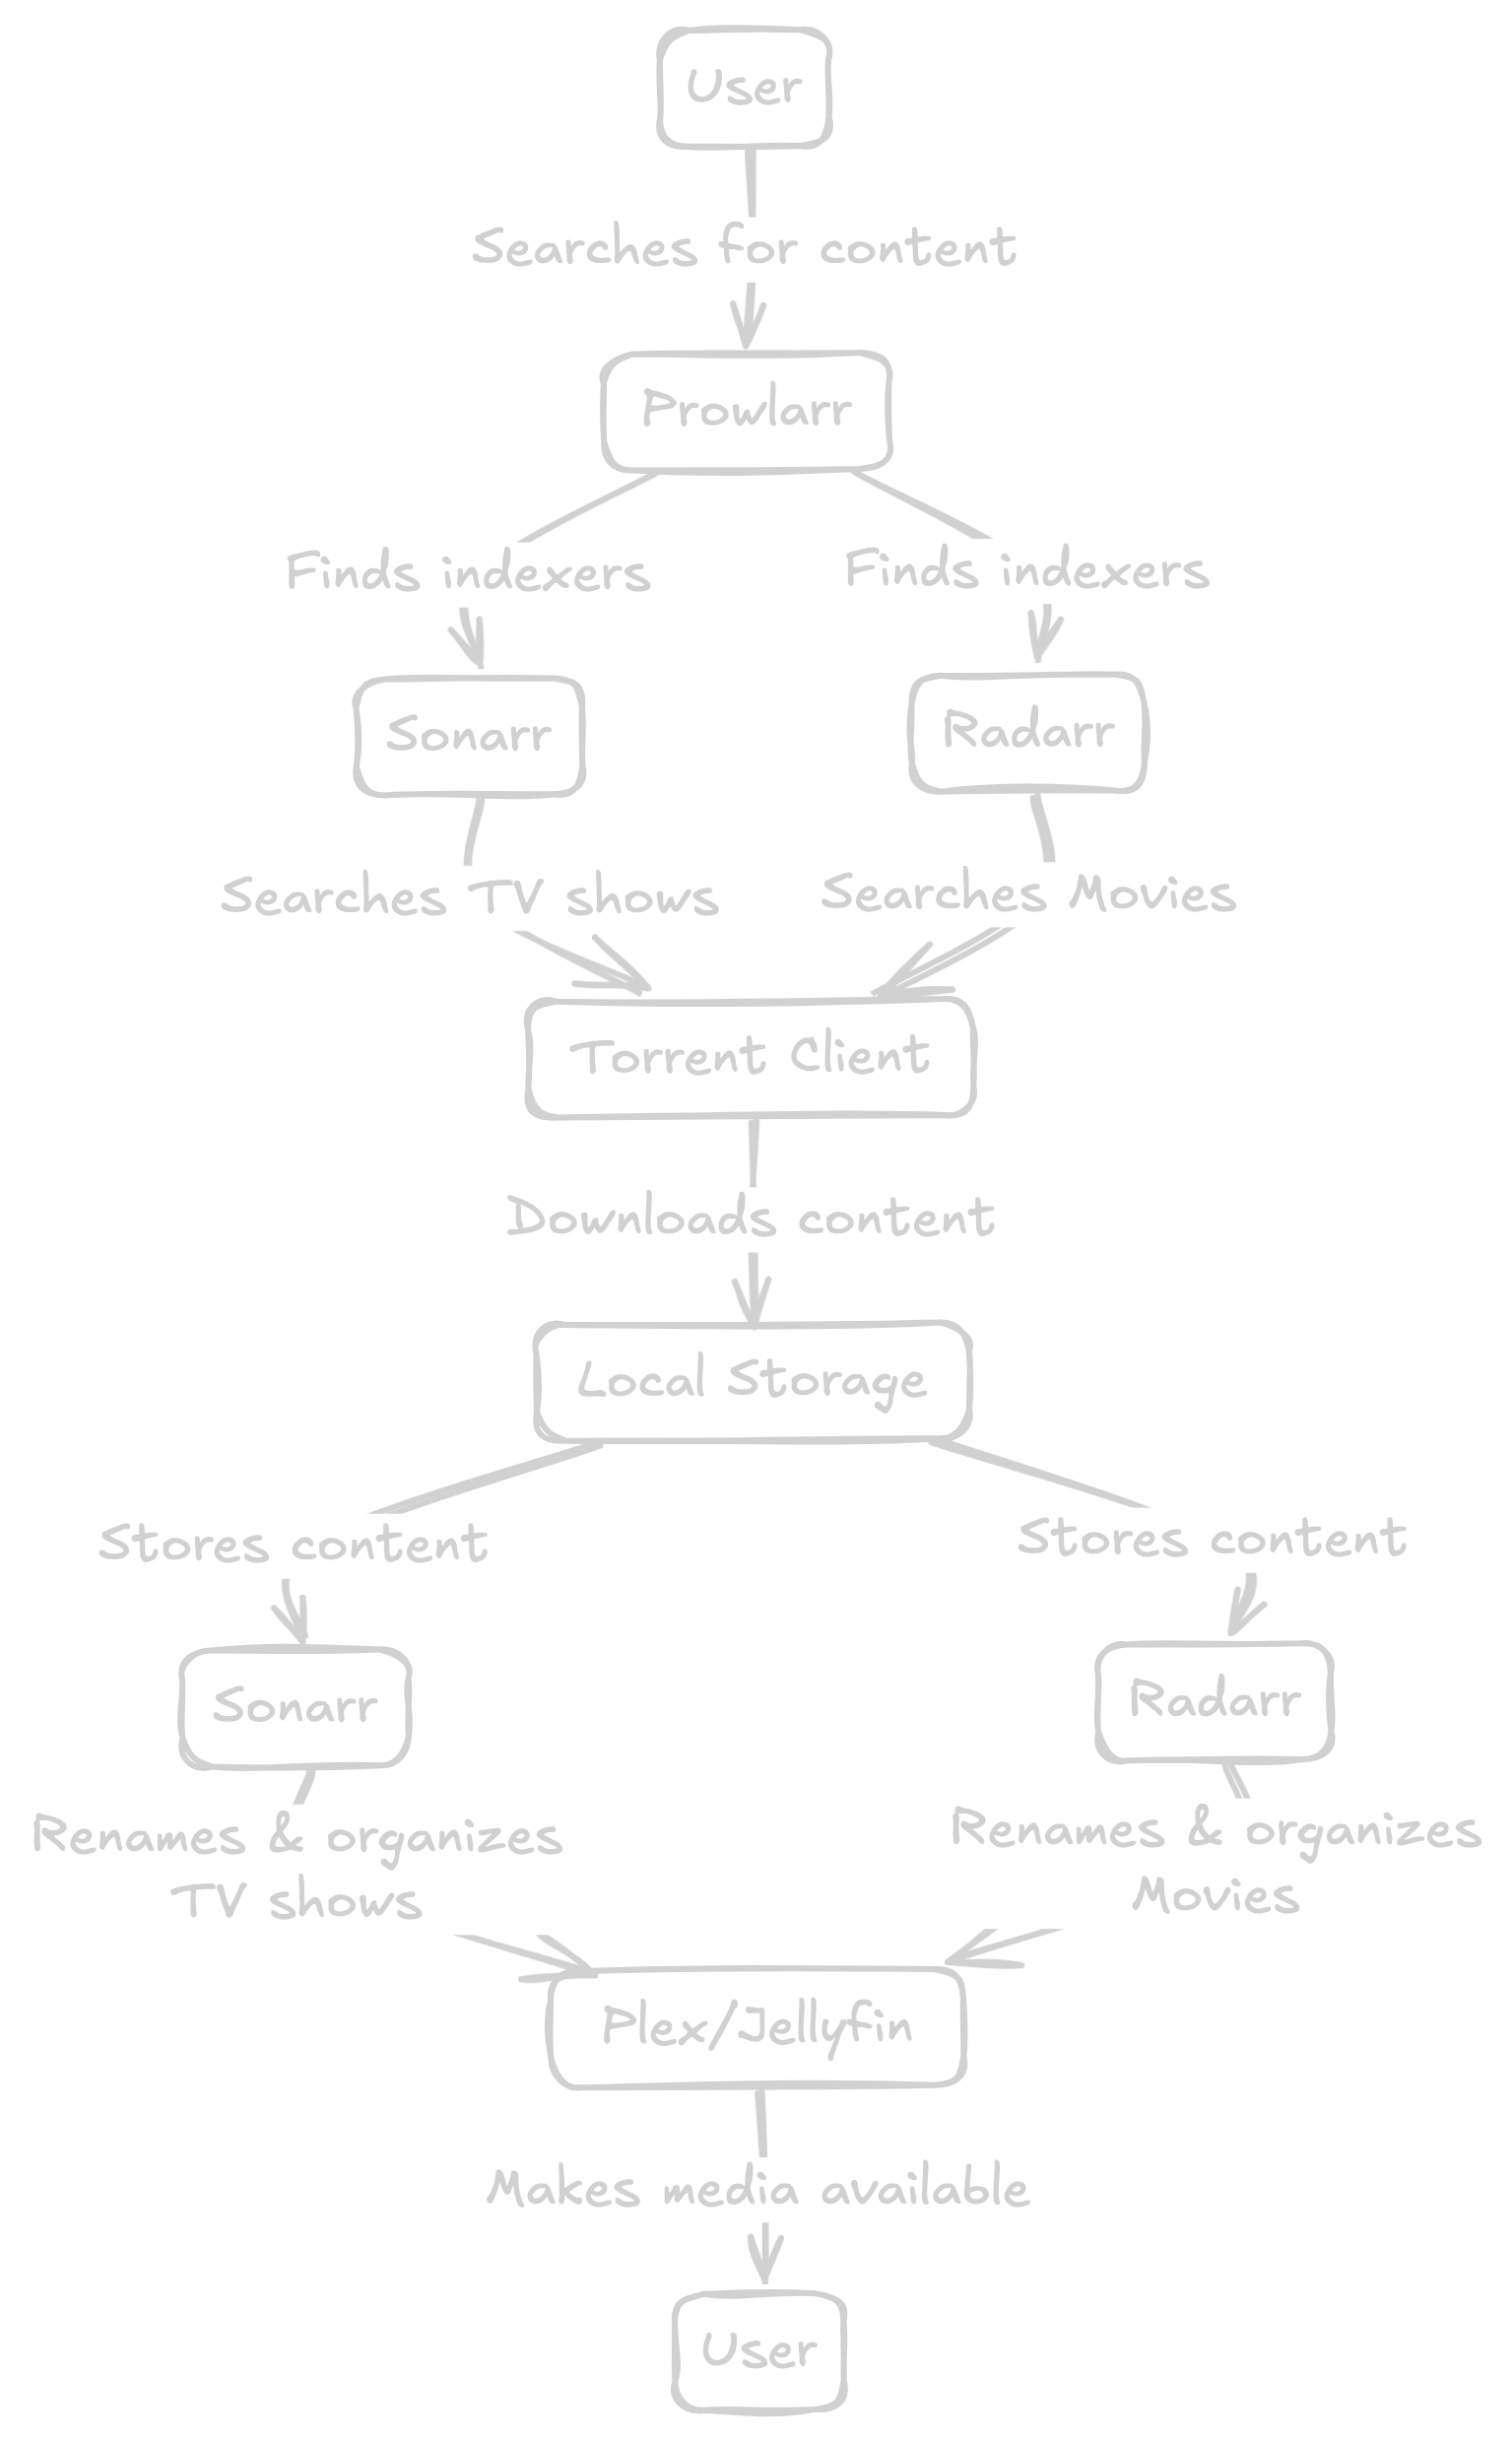 User
Searches for content
Prowlarr
Finds indexers
Finds indexers
Sonarr
Radarr
Searches TV shows
Searches Movies
Torrent Client
Downloads content
Local Storage
Stores content
Stores content
Sonarr
Radarr
Renames & organizes
TV shows
Renames & organizes
Movies
Plex/Jellyfin
Makes media avilable
User